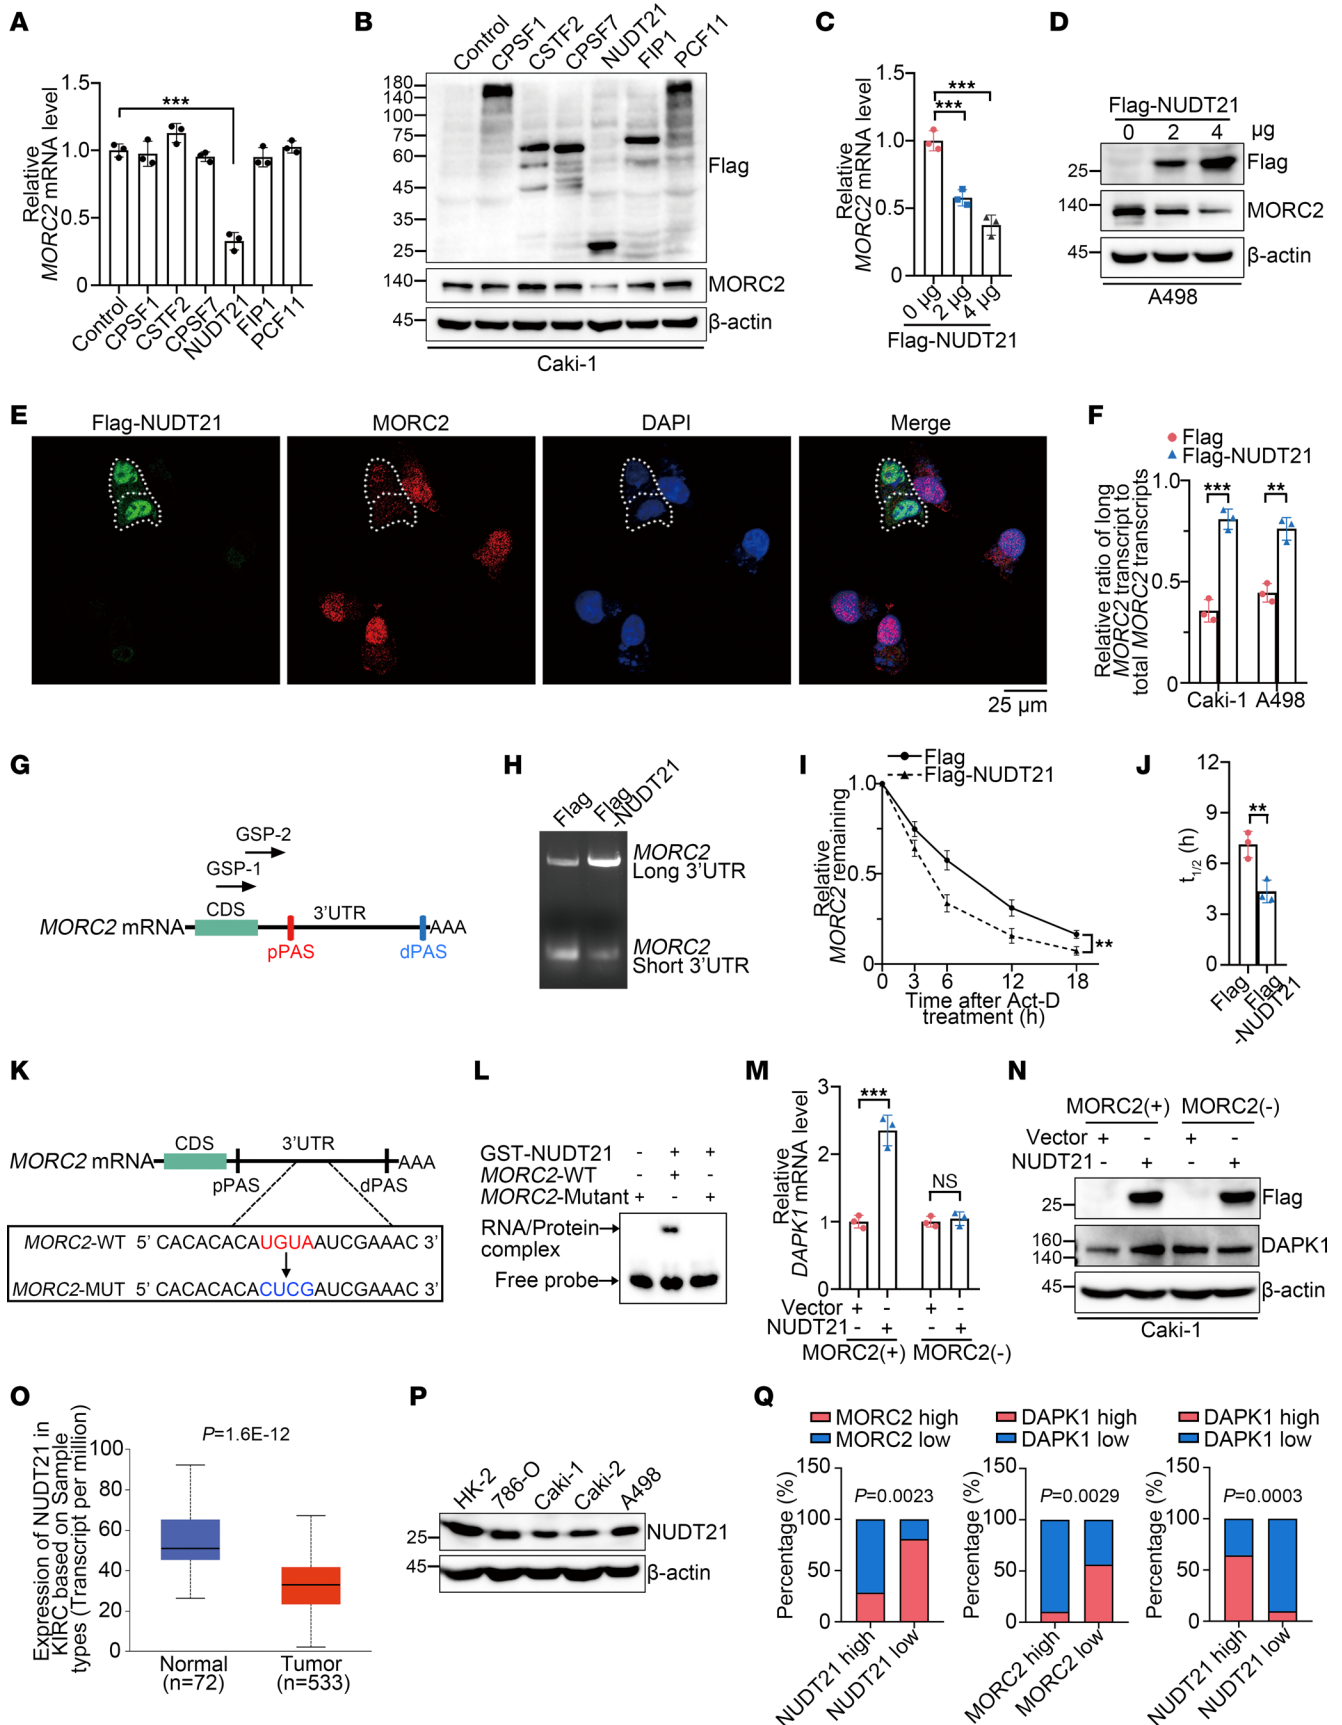 A
Relative
MORC2 mRNA level
1.5
1.0
0.5
0
Control
CPSF1
CSTF2
CPSF7
NUDT21
FIP1
PCF11
***
B
Control
CPSF1
CSTF2
CPSF7
NUDT21
FIP1
PCF11
180
140
100
75
60
45
35
25
Flag
140
MORC2
45
β-actin
Caki-1
C
Relative
MORC2 mRNA level
1.5
1.0
0.5
0
***
***
0 µg
2 µg
4 µg
Flag-NUDT21
D
Flag-NUDT21
0 2 4 µg
25
Flag
140
MORC2
45
β-actin
A498
E
Flag-NUDT21
MORC2
DAPI
Merge
25 µm
F
Flag
Flag-NUDT21
Relative ratio of long
MORC2 transcript to
total MORC2 transcripts
1.0
0.5
0
***
**
Caki-1 A498
G
GSP-2
GSP-1
CDS
3'UTR
MORC2 mRNA
AAA
pPAS
dPAS
H
Flag
Flag
-NUDT21
MORC2
Long 3'UTR
MORC2
Short 3'UTR
I
Flag
Flag-NUDT21
Relative
MORC2 remaining
1.0
0.5
0
**
0 3 6 12 18
Time after Act-D
treatment (h)
J
t1/2 (h)
12
9
6
3
0
**
Flag
Flag
-NUDT21
K
CDS
3'UTR
MORC2 mRNA
AAA
pPAS
dPAS
MORC2-WT 5' CACACACAUGUAAUCGAAAC 3'
MORC2-MUT 5' CACACACACUCGAUCGAAAC 3'
L
GST-NUDT21 - + +
MORC2-WT - + -
MORC2-Mutant + - +
RNA/Protein
complex
Free probe
M
Relative
DAPK1 mRNA level
3
2
1
0
***
NS
Vector + - + -
NUDT21 - + - +
MORC2(+) MORC2(-)
N
MORC2(+) MORC2(-)
Vector + - + -
NUDT21 - + - +
25
Flag
160
140
DAPK1
45
β-actin
Caki-1
O
Expression of NUDT21 in
KIRC based on Sample
types (Transcript per million)
P=1.6E-12
100
80
60
40
20
0
Normal
(n=72)
Tumor
(n=533)
P
HK-2
786-O
Caki-1
Caki-2
A498
25
NUDT21
45
β-actin
Q
MORC2 high
MORC2 low
Percentage (%)
150
100
50
0
P=0.0023
NUDT21 high
NUDT21 low
DAPK1 high
DAPK1 low
Percentage (%)
150
100
50
0
P=0.0029
MORC2 high
MORC2 low
DAPK1 high
DAPK1 low
Percentage (%)
150
100
50
0
P=0.0003
NUDT21 high
NUDT21 low